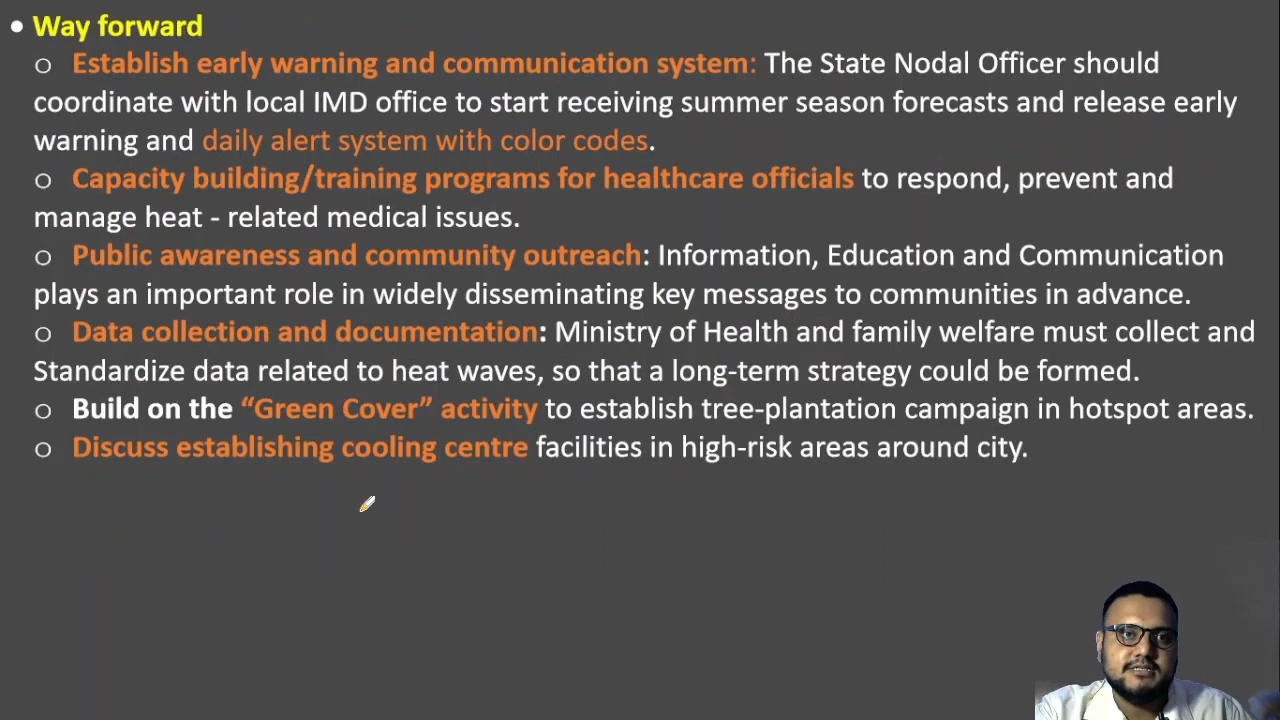 • Way forward
o Establish early warning and communication system: The State Nodal Officer should
coordinate with local IMD office to start receiving summer season forecasts and release early
warning and daily alert system with color codes.
o Capacity building/training programs for healthcare officials to respond, prevent and
manage heat - related medical issues.
o Public awareness and community outreach: Information, Education and Communication
plays an important role in widely disseminating key messages to communities in advance.
o Data collection and documentation: Ministry of Health and family welfare must collect and
Standardize data related to heat waves, so that a long-term strategy could be formed.
o Build on the “Green Cover” activity to establish tree-plantation campaign in hotspot areas.
o Discuss establishing cooling centre facilities in high-risk areas around city.